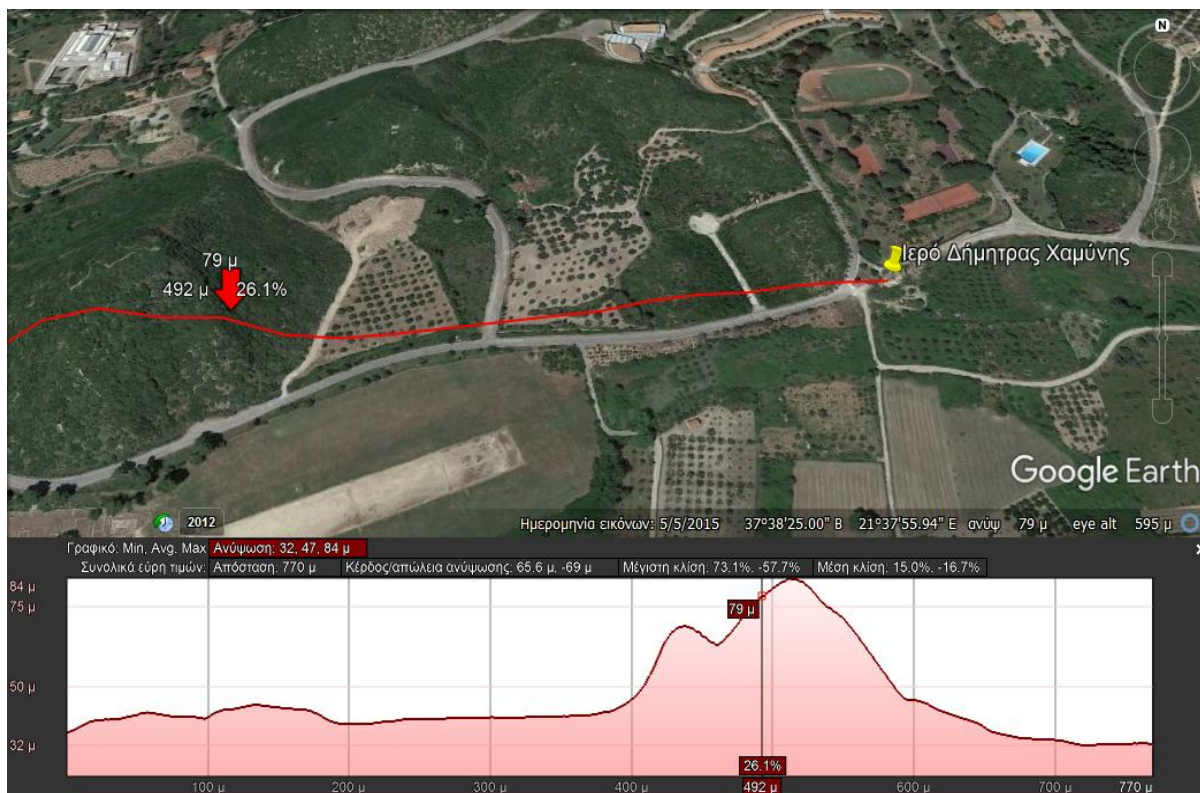 N
Ιερό Δήμητρας Χαμύνης
79 μ
492 μ 26.1%
Google Earth
2012
Ημερομηνία εικόνων: 5/5/2015 37°38'25.00" Β 21°37'55.94" Ε ανύψ 79 μ eye alt 595 μ
Γραφικό: Min, Avg. Max Ανύψωση: 32, 47, 84 μ
Συνολικά εύρη τιμών: Απόσταση: 770 μ Κέρδος/απώλεια ανύψωσης: 65.6 μ. -69 μ Μέγιστη κλίση: 73.1%. -57.7% Μέση κλίση: 15.0%. -16.7%
84 μ
75 μ
79 μ
50 μ
32 μ
26.1%
100 μ 200 μ 300 μ 400 μ 492 μ 600 μ 700 μ 770 μ